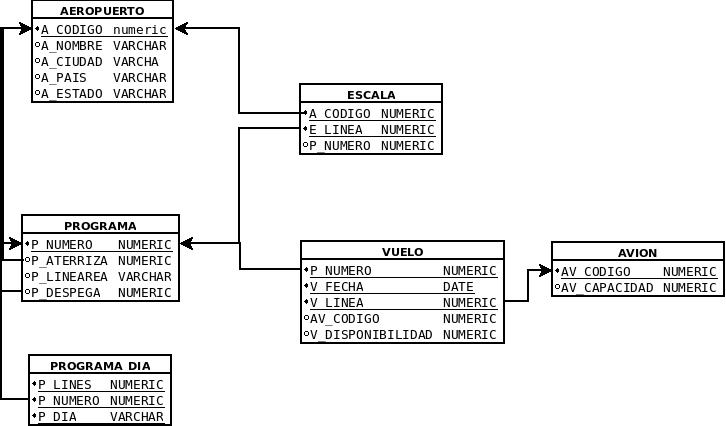 AEROPUERTO
A_CODIGO numeric
A_NOMBRE VARCHAR
A_CIUDAD VARCHA
A_PAIS VARCHAR
A_ESTADO VARCHAR
ESCALA
A_CODIGO NUMERIC
E_LINEA NUMERIC
P_NUMERO NUMERIC
PROGRAMA
P_NUMERO NUMERIC
P_ATERRIZA NUMERIC
P_LINEAREA VARCHAR
P_DESPEGA NUMERIC
VUELO
P_NUMERO NUMERIC
V_FECHA DATE
V_LINEA NUMERIC
AV_CODIGO NUMERIC
V_DISPONIBILIDAD NUMERIC
AVION
AV_CODIGO NUMERIC
AV_CAPACIDAD NUMERIC
PROGRAMA_DIA
P_LINES NUMERIC
P_NUMERO NUMERIC
P_DIA VARCHAR